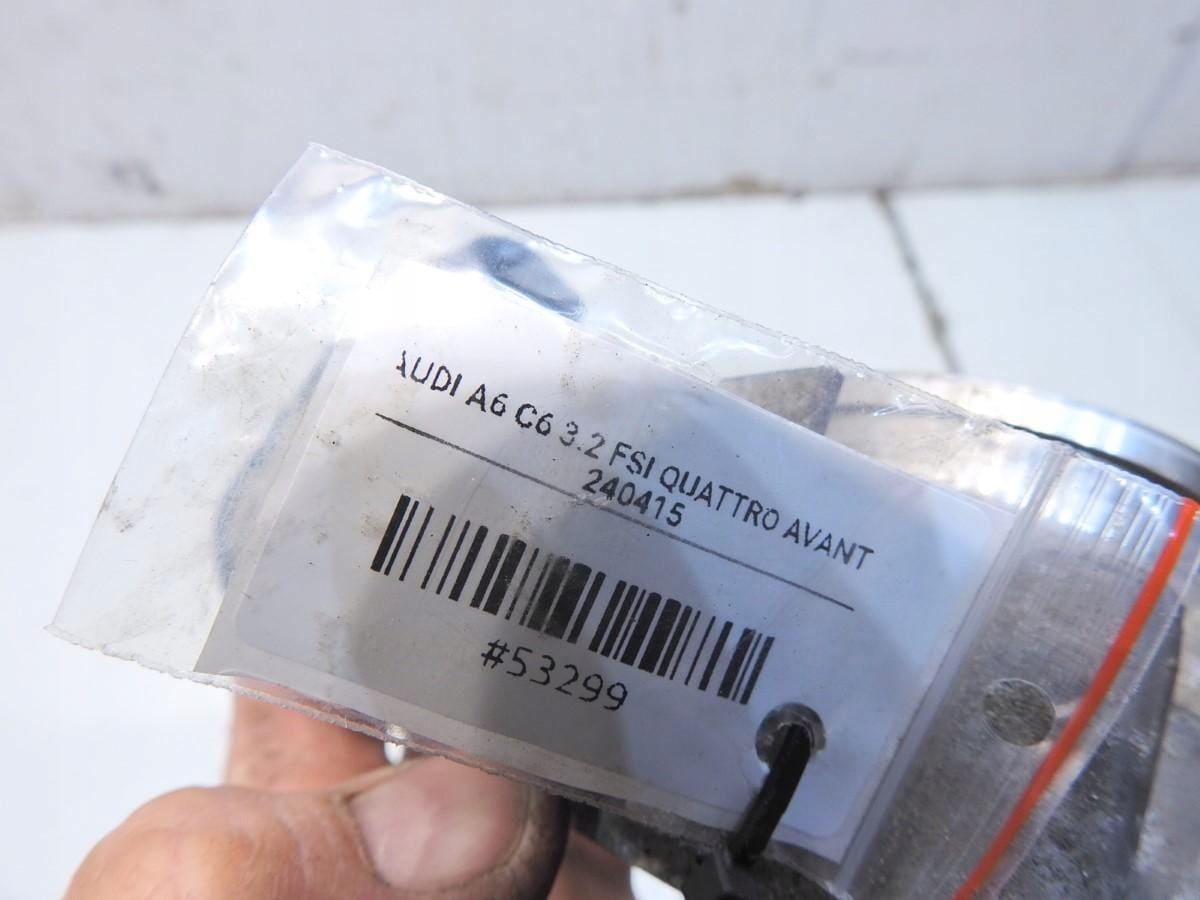 AUDI A6 C6 3.2 FSI QUATTRO AVANT
240415
#53299